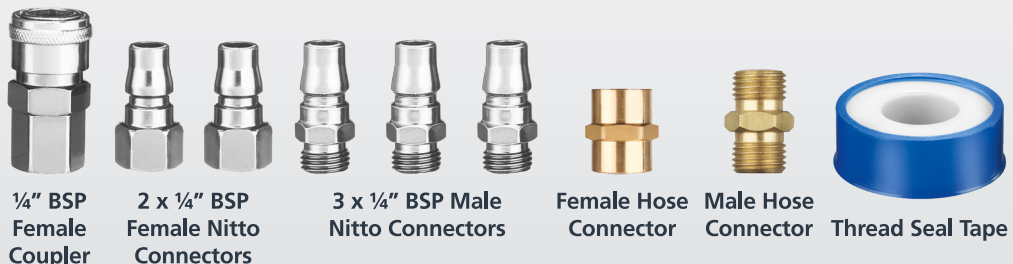 ¼” BSP
Female
Coupler
2 x ¼” BSP
Female Nitto
Connectors
3 x ¼” BSP Male
Nitto Connectors
Female Hose
Connector
Male Hose
Connector
Thread Seal Tape